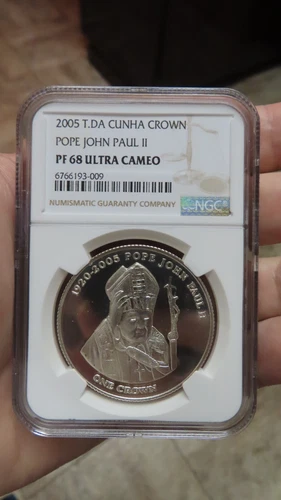 2005 T.DA CUNHA CROWN
POPE JOHN PAUL II
PF 68 ULTRA CAMEO
6766193-009
NUMISMATIC GUARANTY COMPANY
NGC
1920-2005 POPE JOHN PAUL II
ONE CROWN